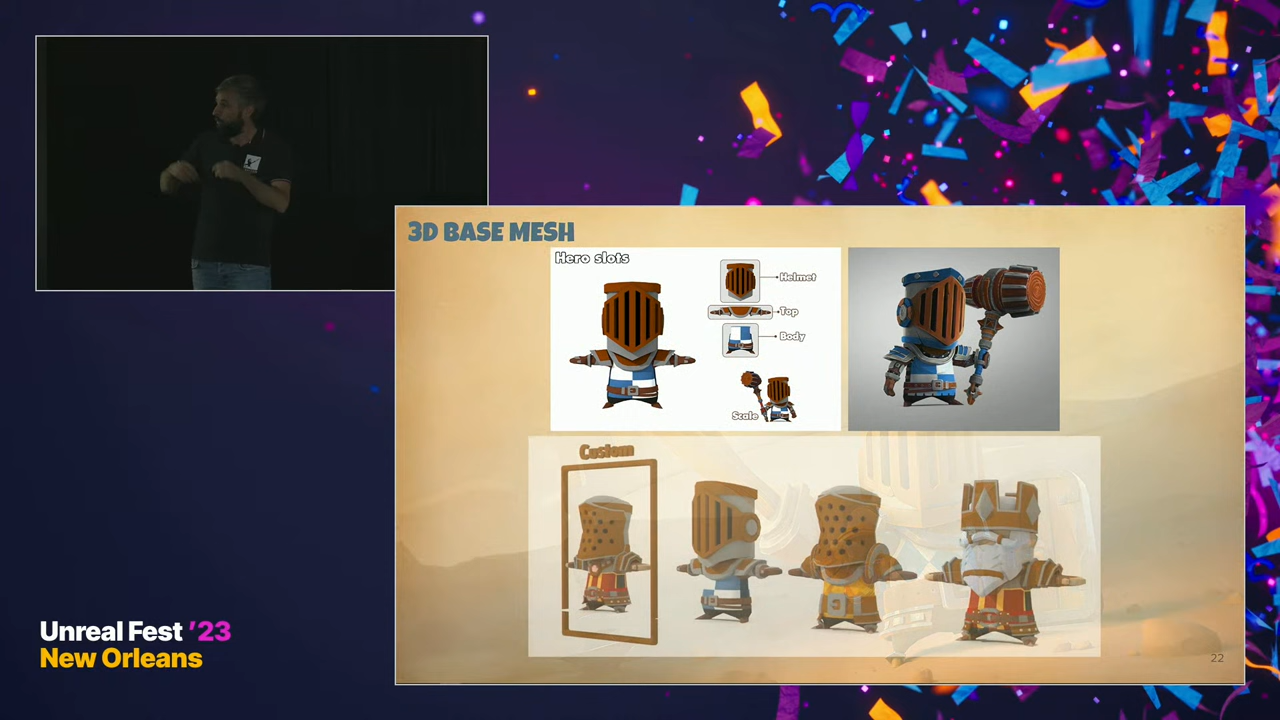 3D BASE MESH
Hero slots
Helmet
Top
Body
Scale
Custom
Unreal Fest '23
New Orleans
22